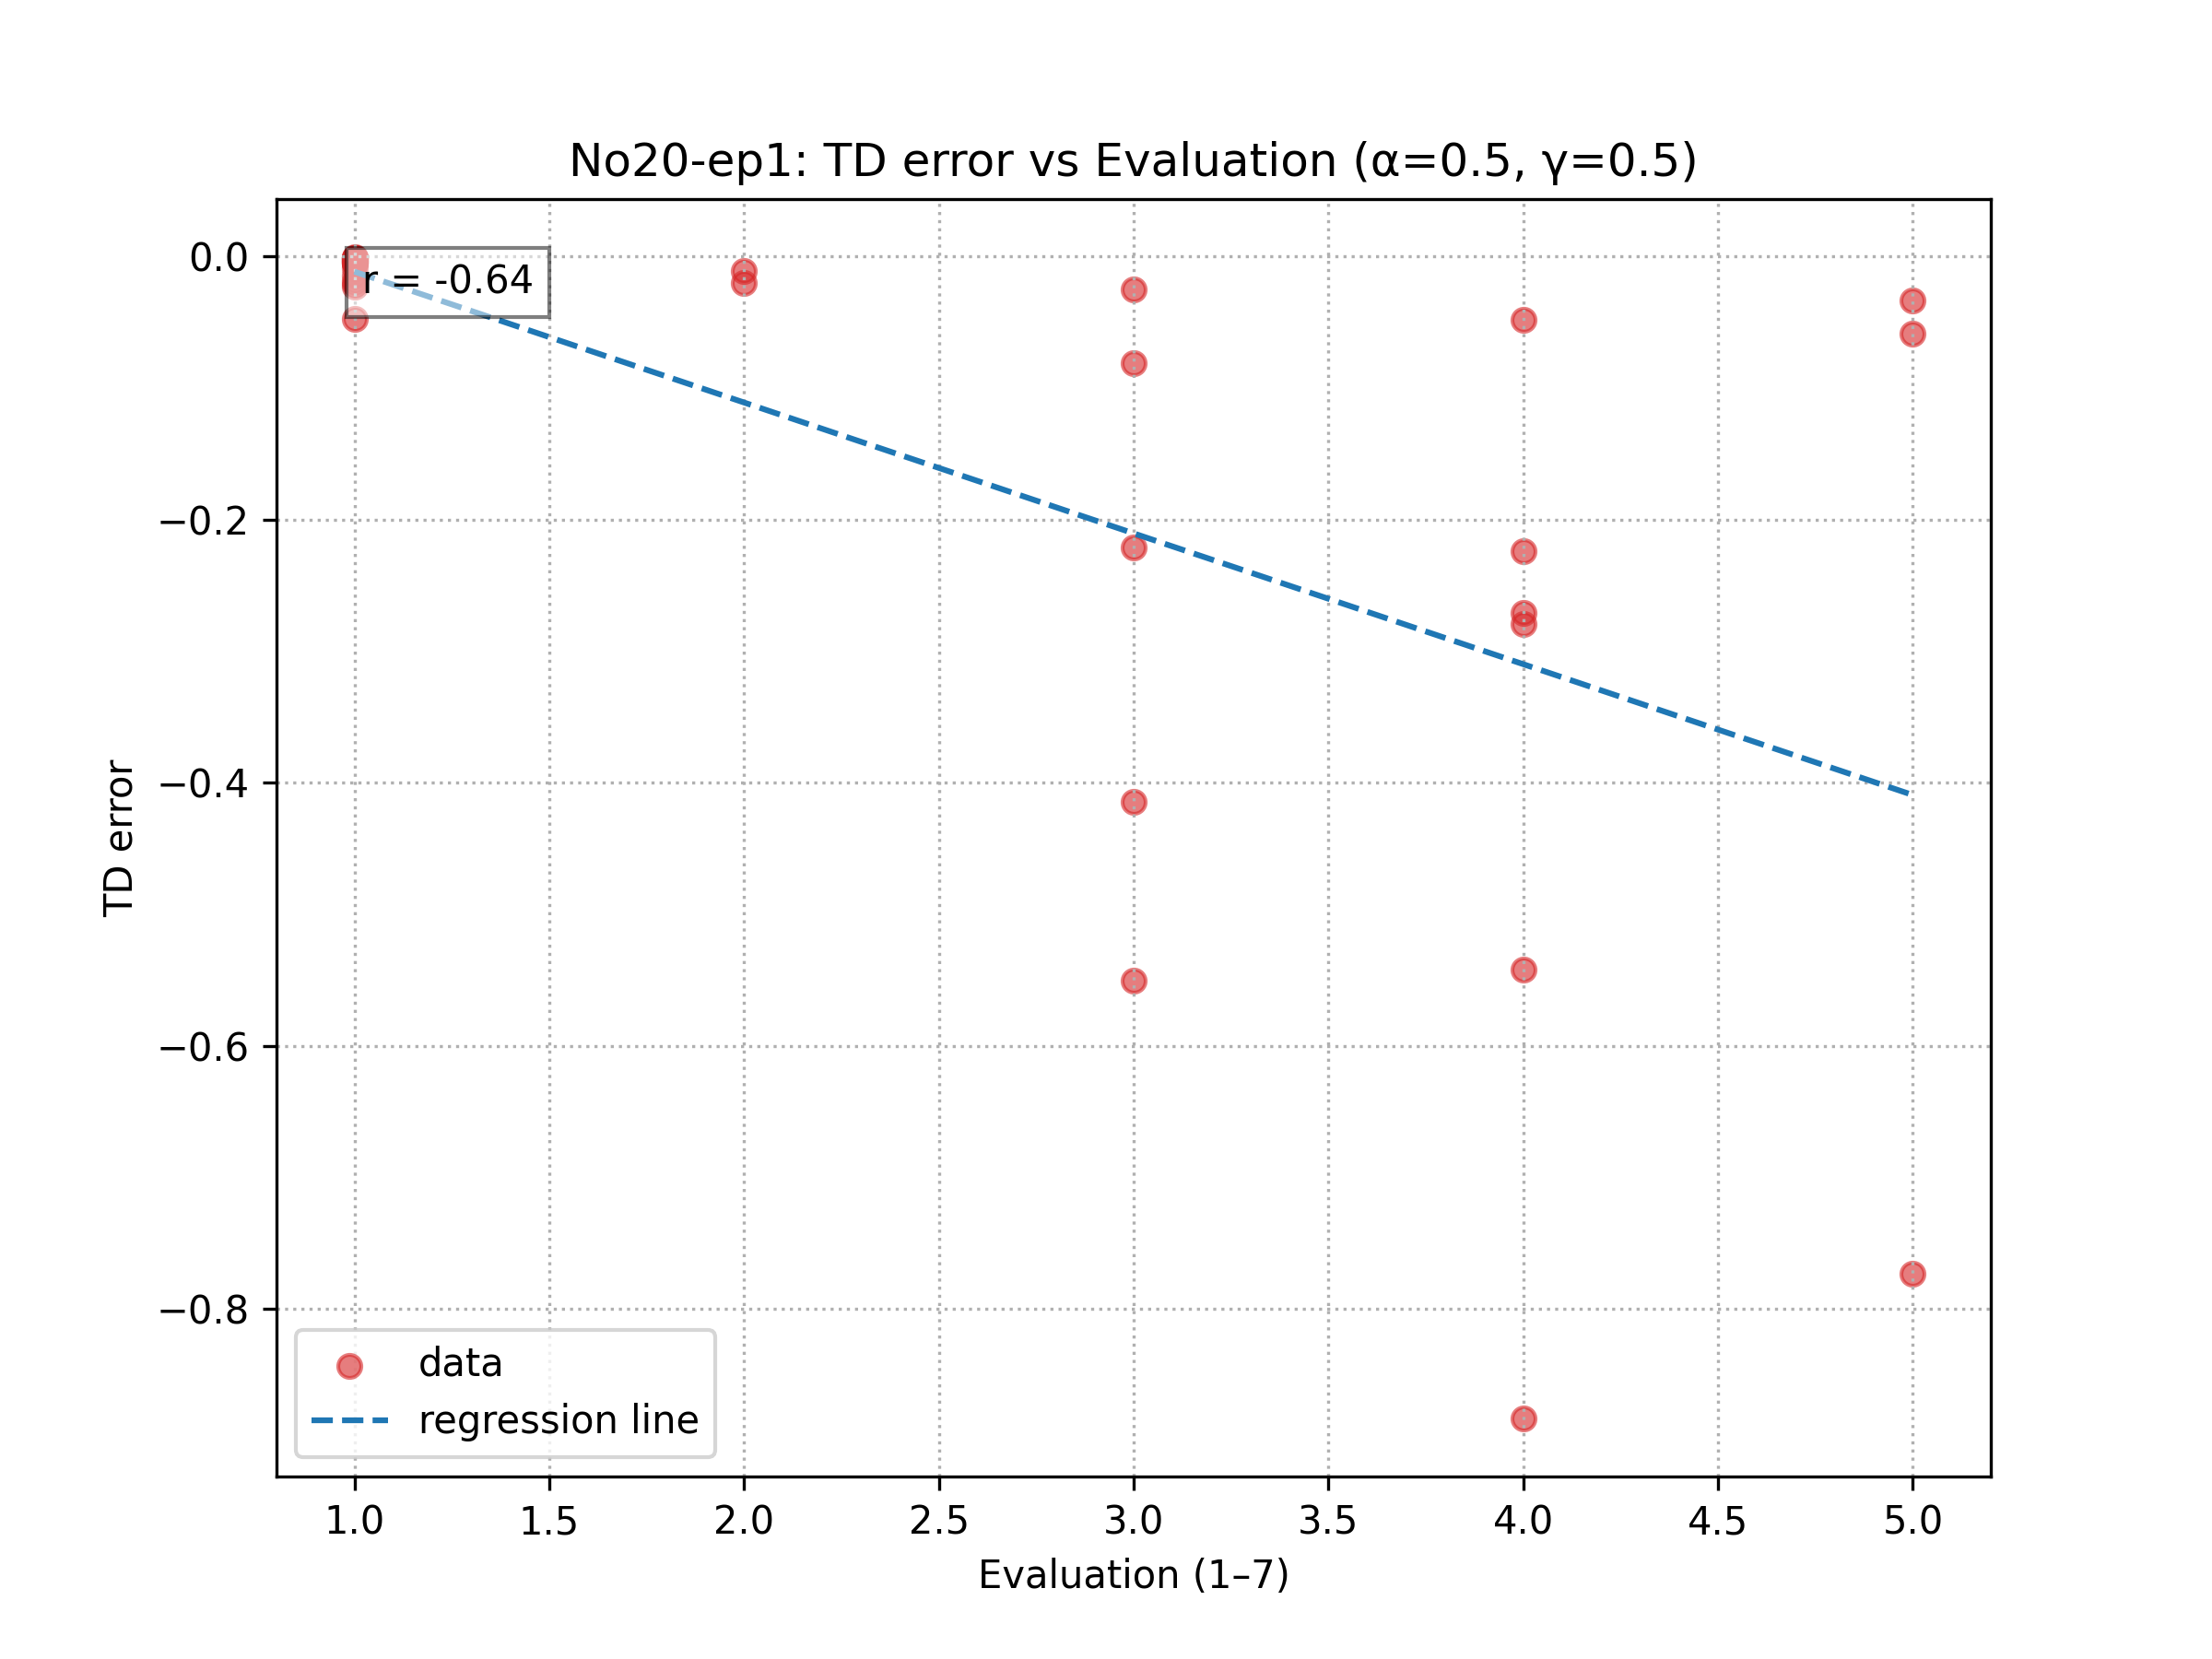 No20-ep1: TD error vs Evaluation (α=0.5, γ=0.5)
r = -0.64
0.0
−0.2
−0.4
−0.6
−0.8
TD error
data
regression line
1.0 1.5 2.0 2.5 3.0 3.5 4.0 4.5 5.0
Evaluation (1–7)